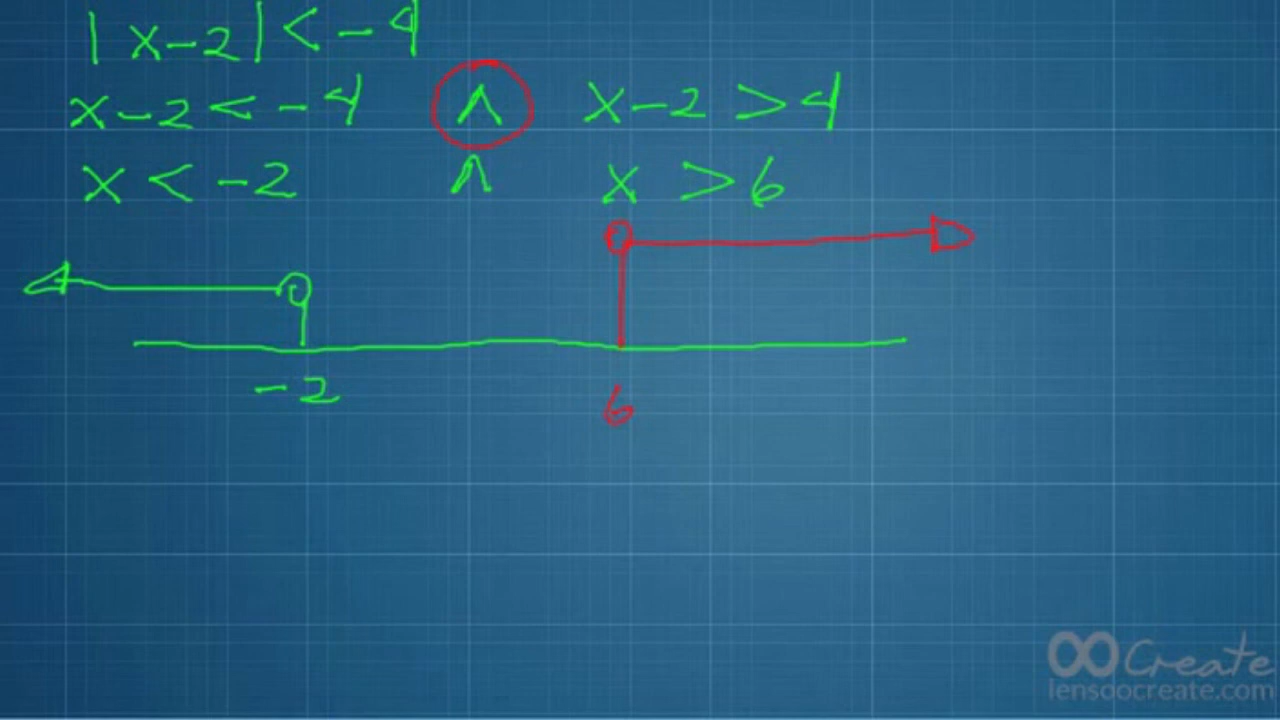 |x-2| < -4
x-2 < -4 ∧ x-2 > 4
x < -2 ∧ x > 6
-2 6
∞ Create
lensoocreate.com